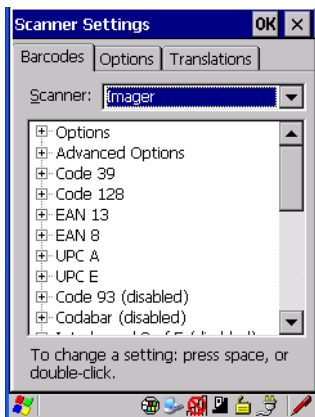 Scanner Settings OK ×
Barcodes Options Translations
Scanner: Imager
Options
Advanced Options
Code 39
Code 128
EAN 13
EAN 8
UPC A
UPC E
Code 93 (disabled)
Codabar (disabled)
To change a setting: press space, or
double-click.